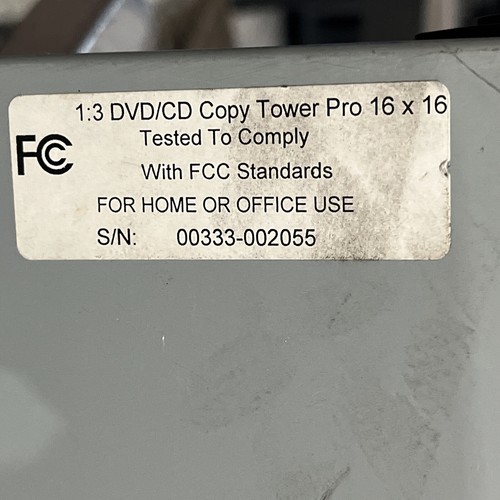 1:3 DVD/CD Copy Tower Pro 16 x 16
FC Tested To Comply
With FCC Standards
FOR HOME OR OFFICE USE
S/N: 00333-002055